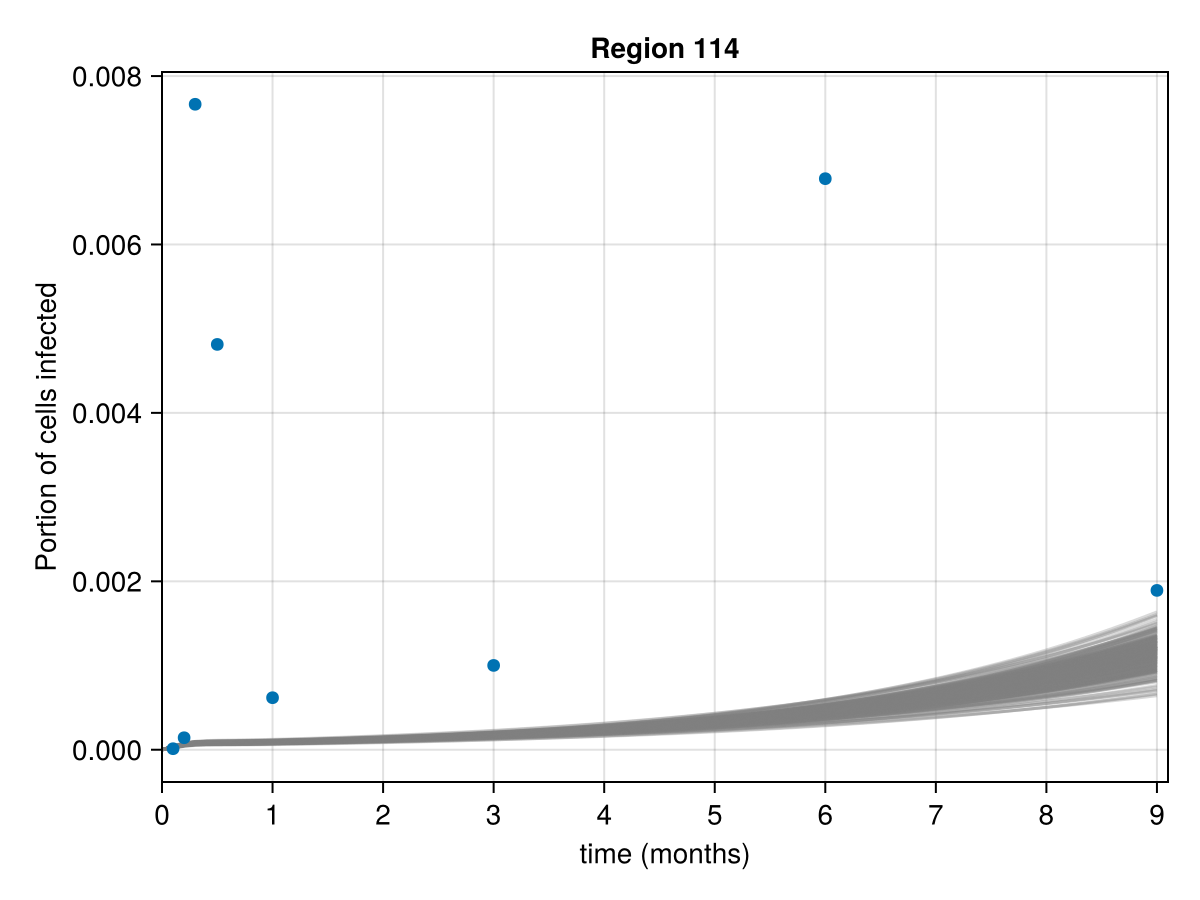 Region 114
Portion of cells infected
0.008
0.006
0.004
0.002
0.000
0 1 2 3 4 5 6 7 8 9
time (months)